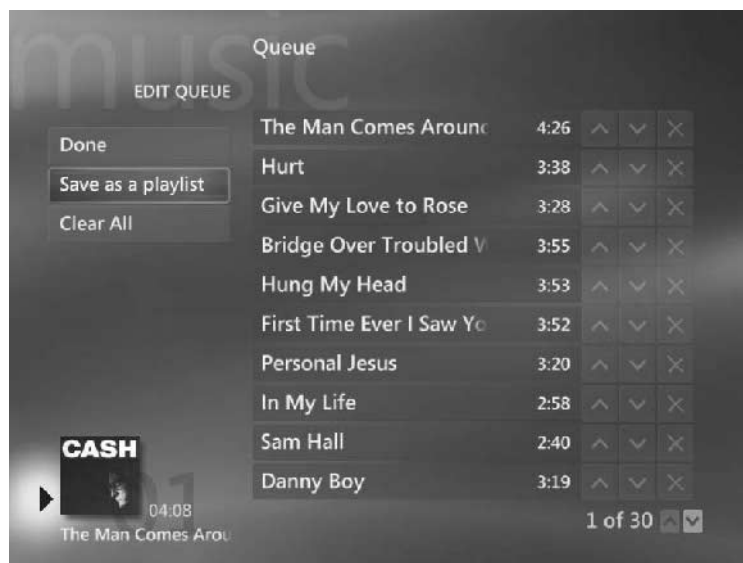 music
Queue
EDIT QUEUE
Done
Save as a playlist
Clear All
The Man Comes Aroun 4:26
Hurt 3:38
Give My Love to Rose 3:28
Bridge Over Troubled 3:55
Hung My Head 3:53
First Time Ever I Saw Yo 3:52
Personal Jesus 3:20
In My Life 2:58
Sam Hall 2:40
Danny Boy 3:19
1 of 30
CASH
01
04:08
The Man Comes Arou